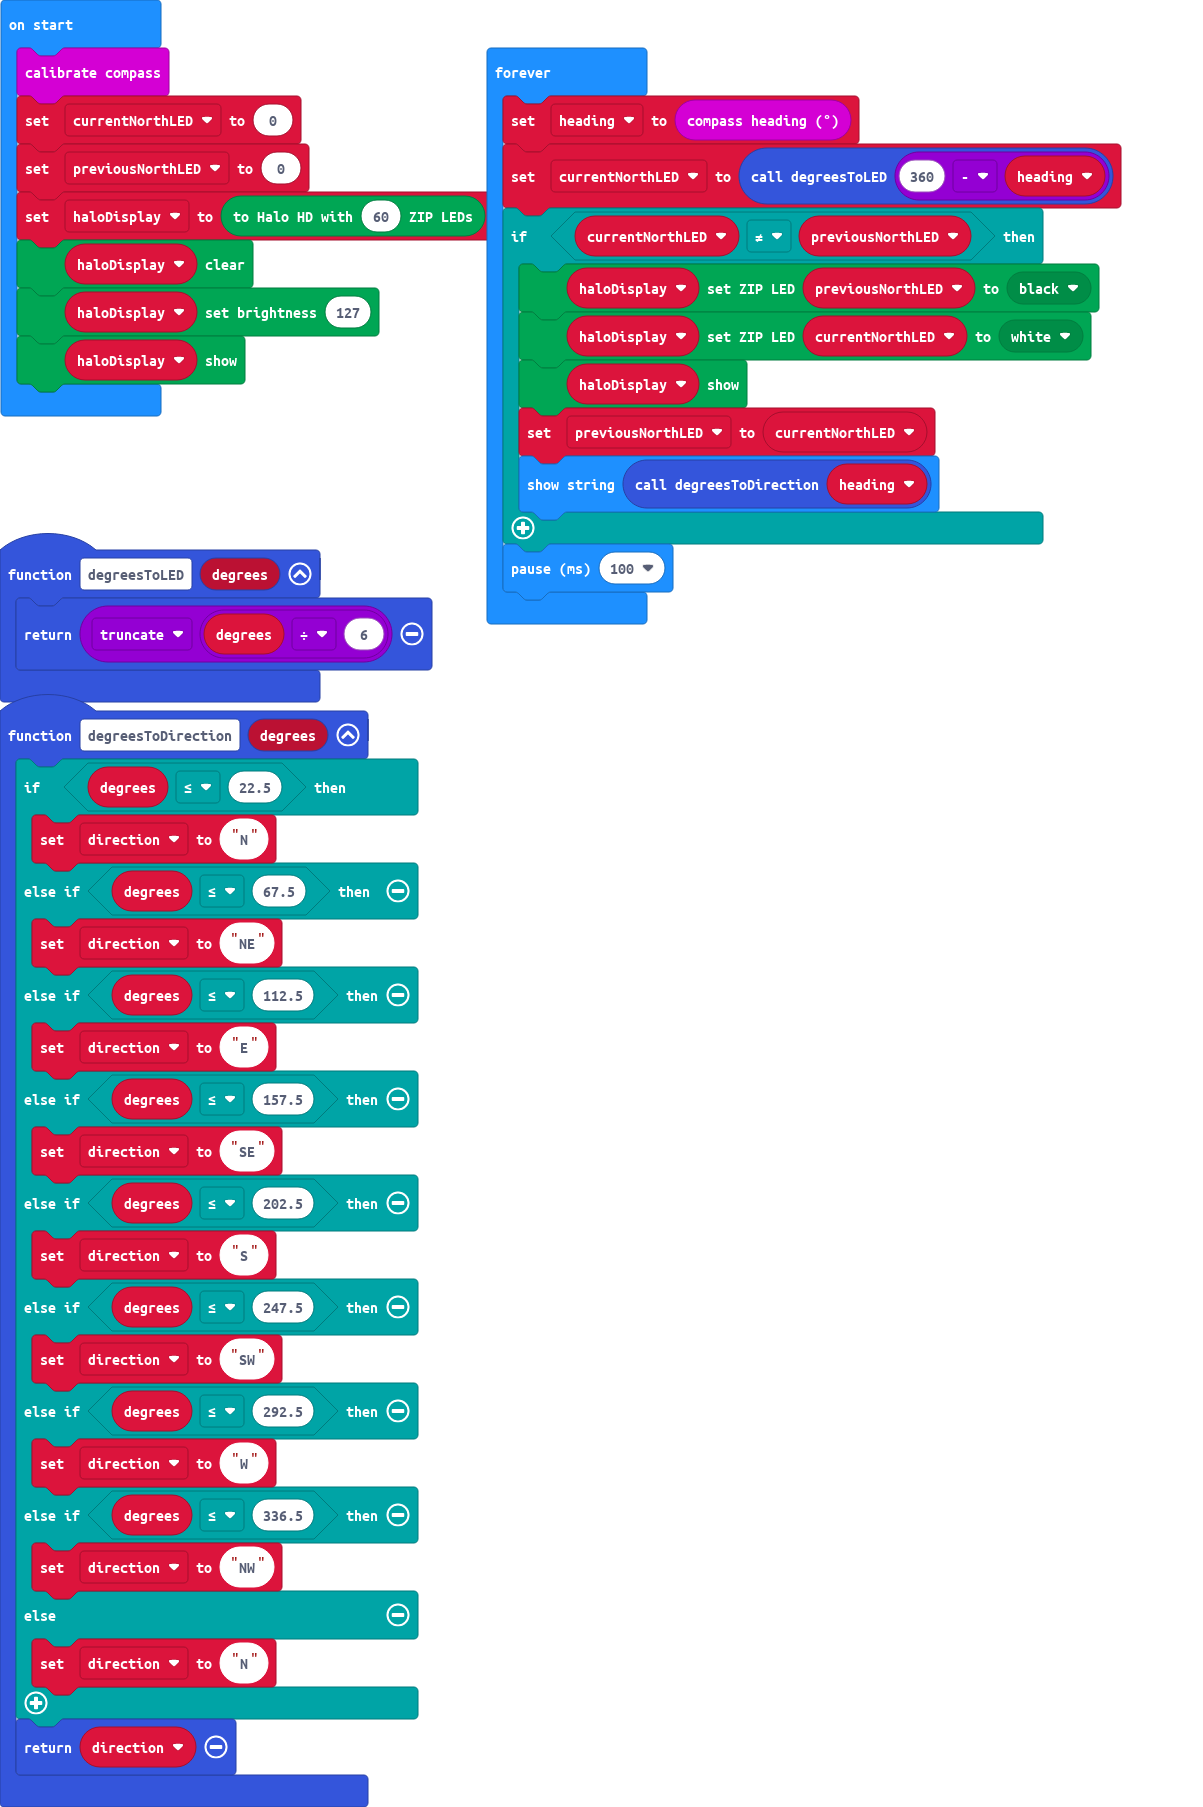 on start
calibrate compass
set currentNorthLED to 0
set previousNorthLED to 0
set haloDisplay to to Halo HD with 60 ZIP LEDs
haloDisplay clear
haloDisplay set brightness 127
haloDisplay show
forever
set heading to compass heading (°)
set currentNorthLED to call degreesToLED 360 - heading
if currentNorthLED ≠ previousNorthLED then
haloDisplay set ZIP LED previousNorthLED to black
haloDisplay set ZIP LED currentNorthLED to white
haloDisplay show
set previousNorthLED to currentNorthLED
show string call degreesToDirection heading
pause (ms) 100
function degreesToLED degrees
return truncate degrees ÷ 6
function degreesToDirection degrees
if degrees ≤ 22.5 then
set direction to "N"
else if degrees ≤ 67.5 then
set direction to "NE"
else if degrees ≤ 112.5 then
set direction to "E"
else if degrees ≤ 157.5 then
set direction to "SE"
else if degrees ≤ 202.5 then
set direction to "S"
else if degrees ≤ 247.5 then
set direction to "SW"
else if degrees ≤ 292.5 then
set direction to "W"
else if degrees ≤ 336.5 then
set direction to "NW"
else
set direction to "N"
return direction